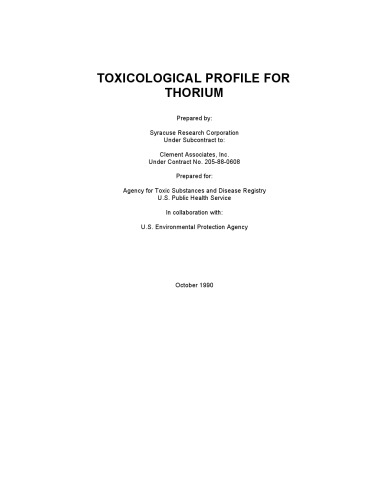 TOXICOLOGICAL PROFILE FOR
THORIUM
Prepared by:
Syracuse Research Corporation
Under Subcontract to:
Clement Associates, Inc.
Under Contract No. 205-88-0608
Prepared for:
Agency for Toxic Substances and Disease Registry
U.S. Public Health Service
In collaboration with:
U.S. Environmental Protection Agency
October 1990